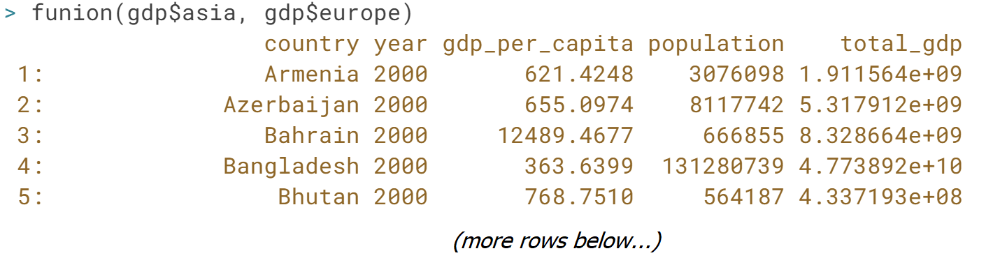 > funion(gdp$asia, gdp$europe)
country year gdp_per_capita population total_gdp
1: Armenia 2000 621.4248 3076098 1.911564e+09
2: Azerbaijan 2000 655.0974 8117742 5.317912e+09
3: Bahrain 2000 12489.4677 666855 8.328664e+09
4: Bangladesh 2000 363.6399 131280739 4.773892e+10
5: Bhutan 2000 768.7510 564187 4.337193e+08
(more rows below...)